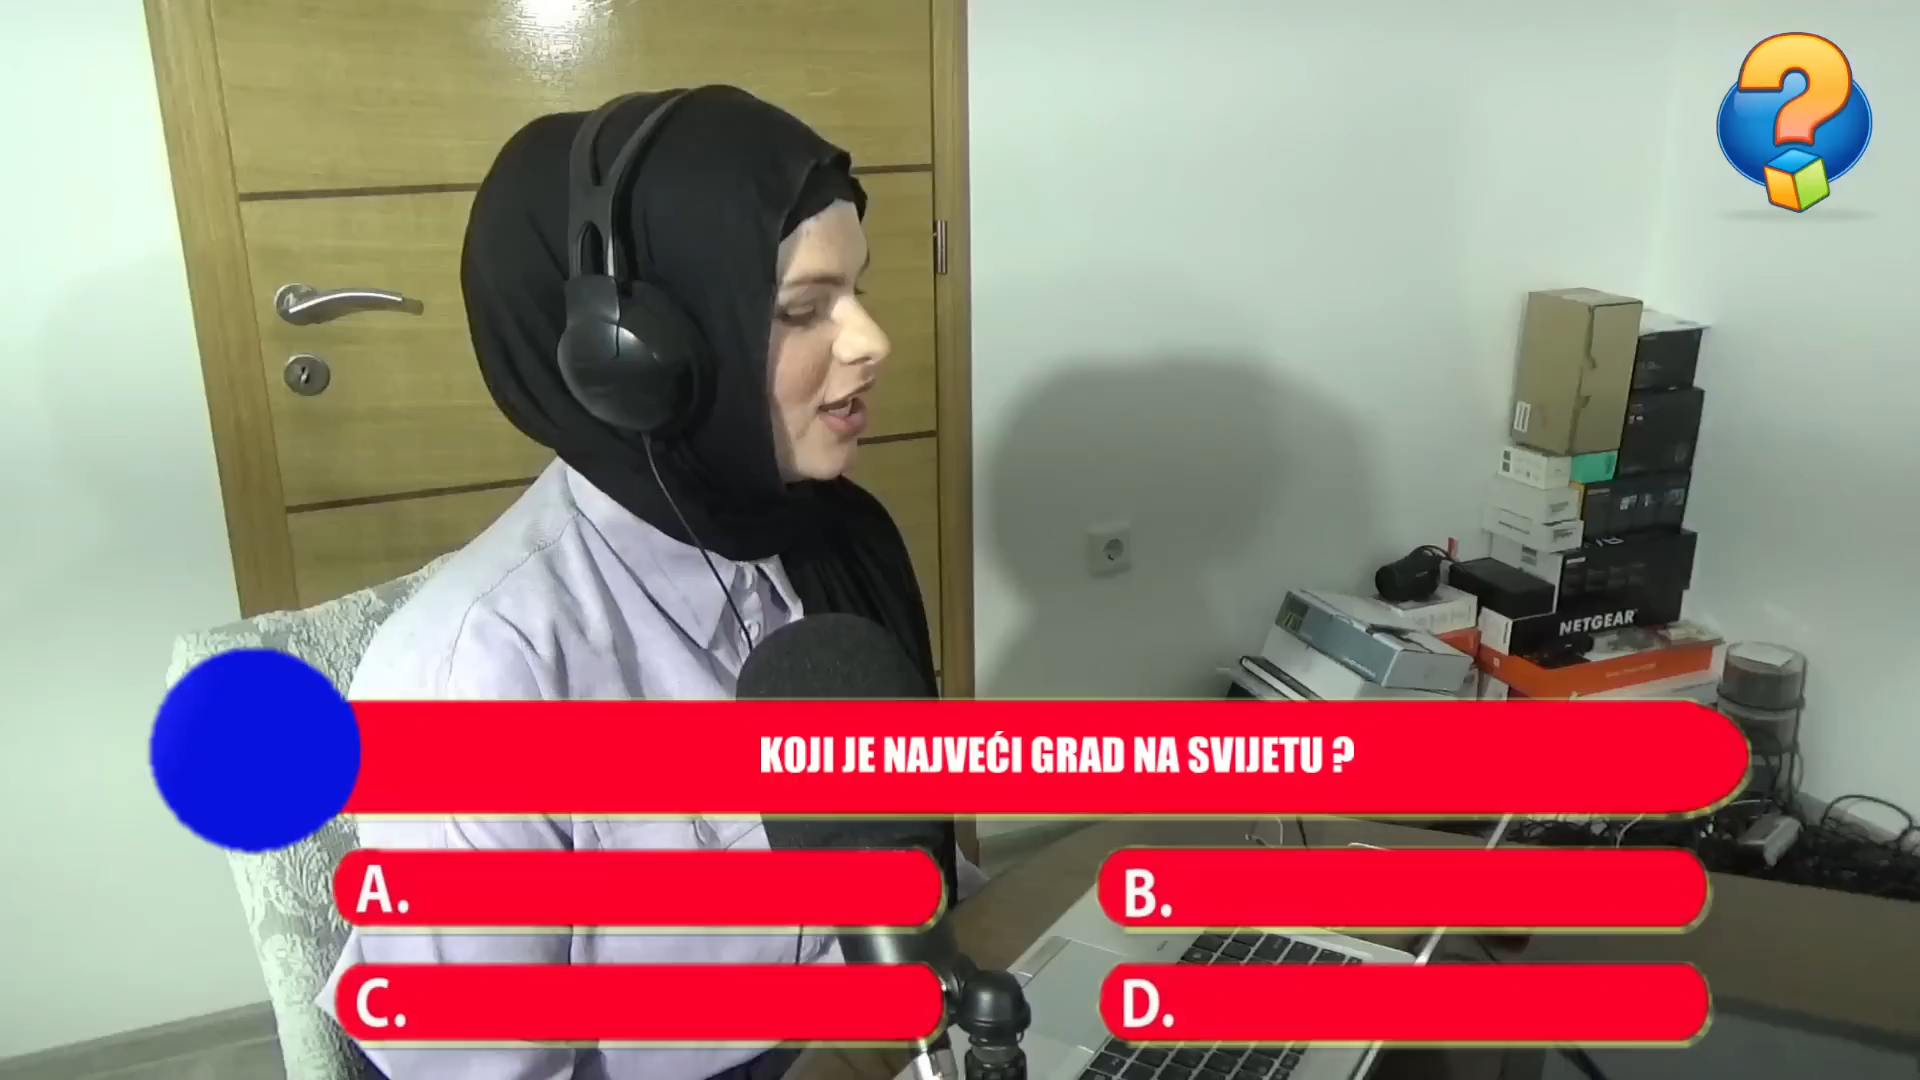 NETGEAR
KOJI JE NAJVEĆI GRAD NA SVIJETU ?
A.
B.
C.
D.